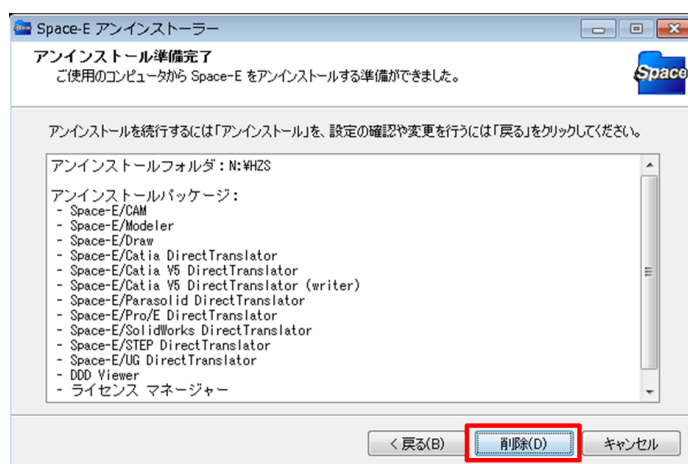 Space-E アンインストーラー
アンインストール準備完了
ご使用のコンピュータから Space-E をアンインストールする準備ができました。
Space
アンインストールを続行するには「アンインストール」を、設定の確認や変更を行うには「戻る」をクリックしてください。
アンインストールフォルダ：N:¥HZS
アンインストールパッケージ：
- Space-E/CAM
- Space-E/Modeler
- Space-E/Draw
- Space-E/Catia DirectTranslator
- Space-E/Catia V5 DirectTranslator
- Space-E/Catia V5 DirectTranslator (writer)
- Space-E/Parasolid DirectTranslator
- Space-E/Pro/E DirectTranslator
- Space-E/SolidWorks DirectTranslator
- Space-E/STEP DirectTranslator
- Space-E/UG DirectTranslator
- DDD Viewer
- ライセンス マネージャー
< 戻る(B) 削除(D) キャンセル